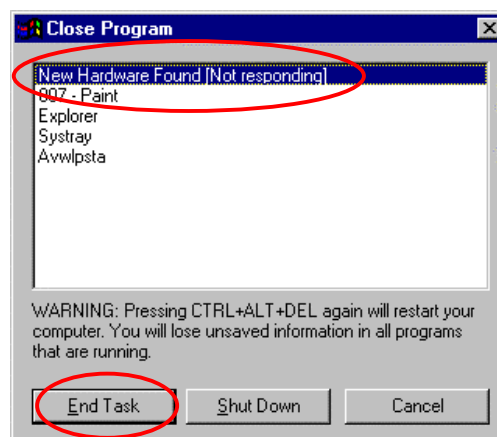 Close Program
New Hardware Found [Not responding]
807 - Paint
Explorer
Systray
Avwlpsta
WARNING: Pressing CTRL+ALT+DEL again will restart your
computer. You will lose unsaved information in all programs
that are running.
End Task
Shut Down
Cancel